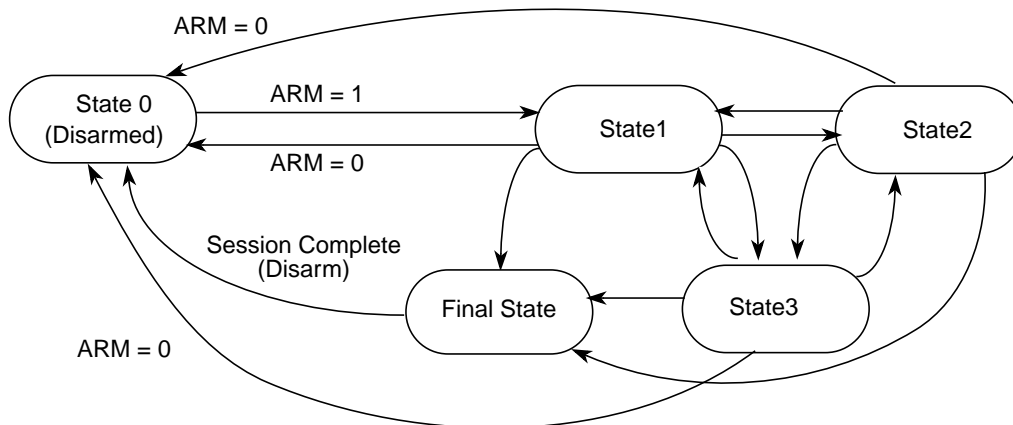 ARM = 0
State 0
(Disarmed)
ARM = 1
State1
State2
ARM = 0
Session Complete
(Disarm)
Final State
State3
ARM = 0